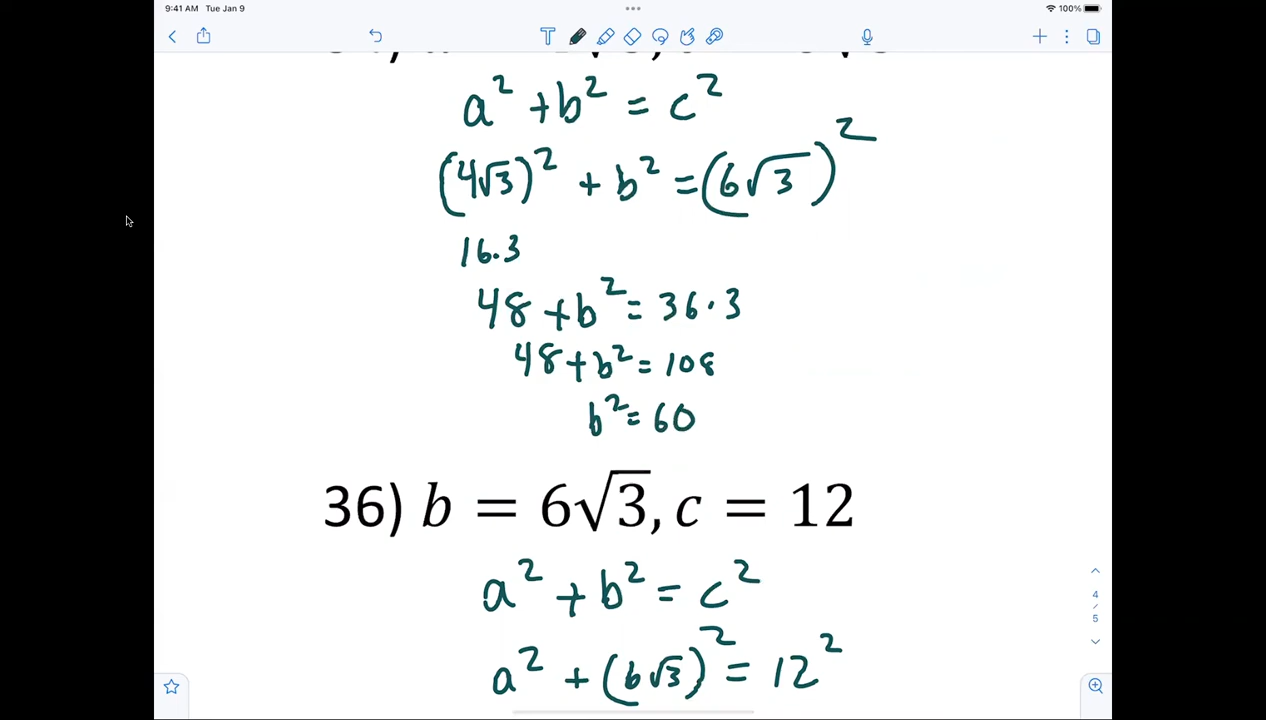 9:41 AM Tue Jan 9
100%
a² + b² = c²
(4√3)² + b² = (6√3)²
16·3
48 + b² = 36·3
48 + b² = 108
b² = 60
36) b = 6√3, c = 12
a² + b² = c²
a² + (6√3)² = 12²
4
/
5